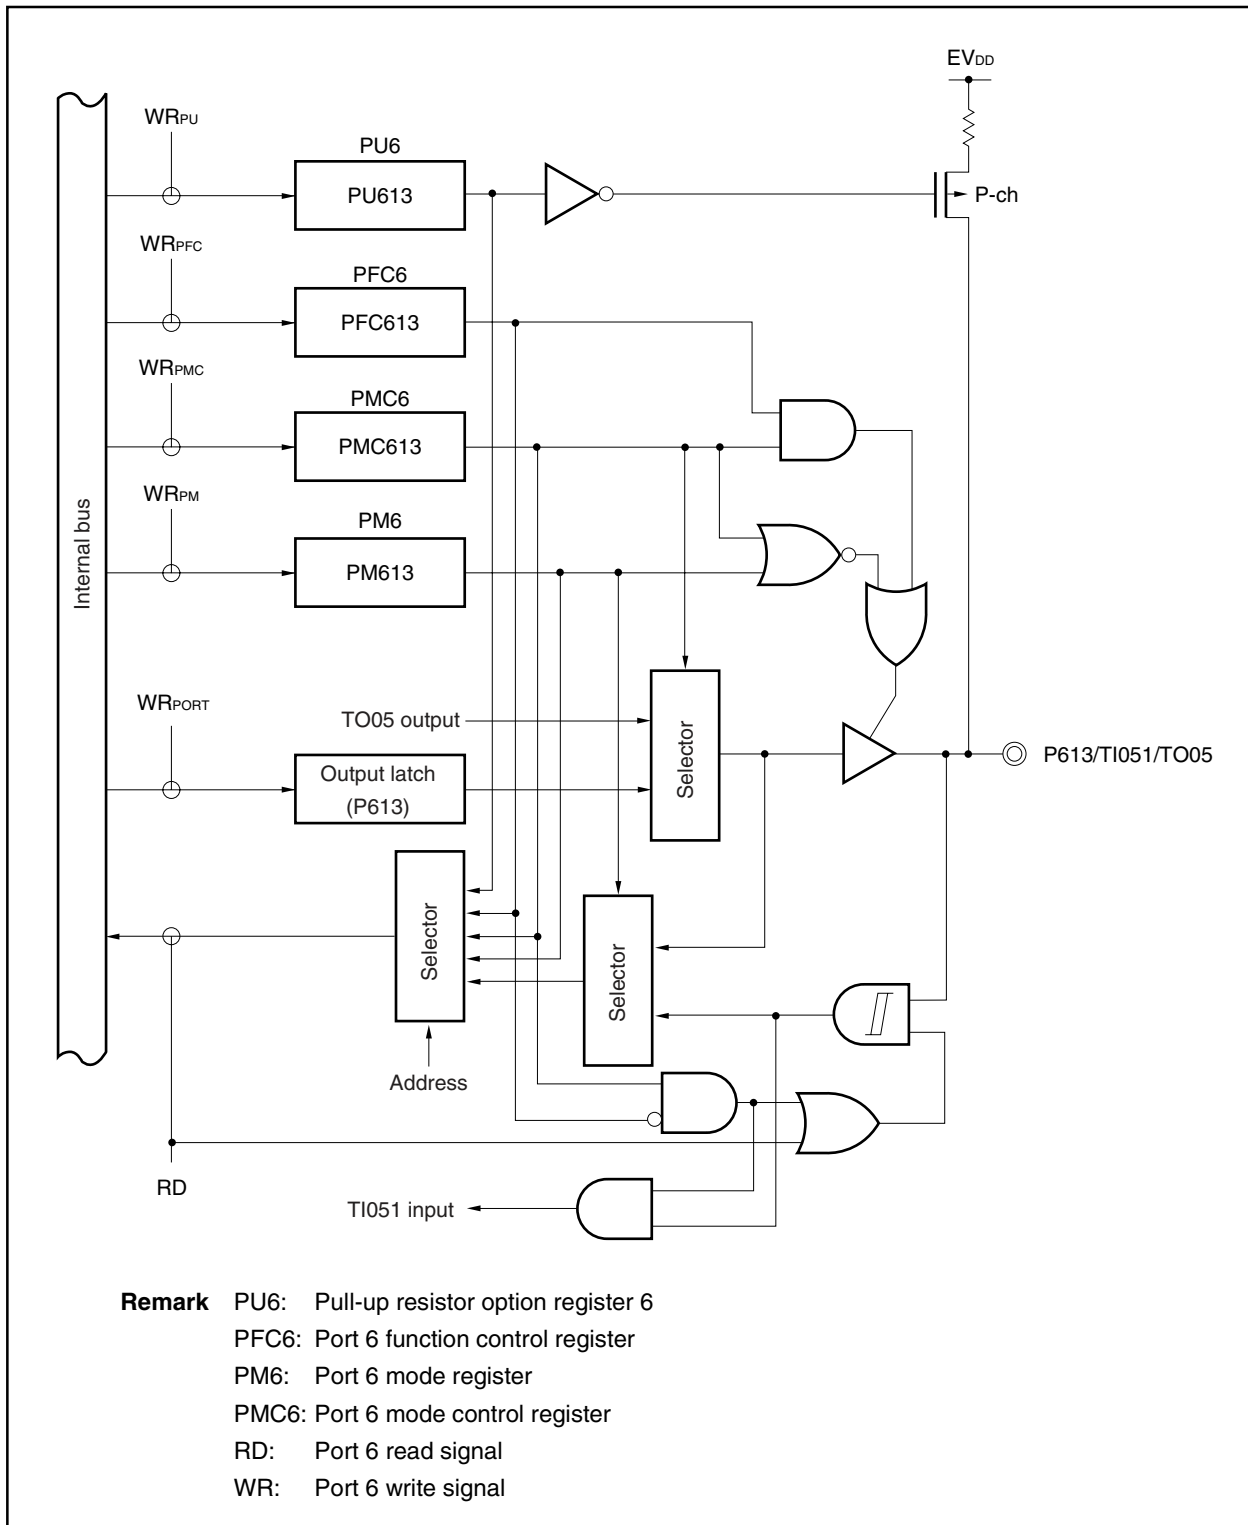 EVDD
WRPU
PU6
PU613
P-ch
WRPFC
PFC6
PFC613
WRPMC
PMC6
PMC613
WRPM
PM6
PM613
Internal bus
WRPORT
TO05 output
Output latch
(P613)
Selector
P613/TI051/TO05
Selector
Selector
Address
RD
TI051 input
Remark PU6: Pull-up resistor option register 6
PFC6: Port 6 function control register
PM6: Port 6 mode register
PMC6: Port 6 mode control register
RD: Port 6 read signal
WR: Port 6 write signal